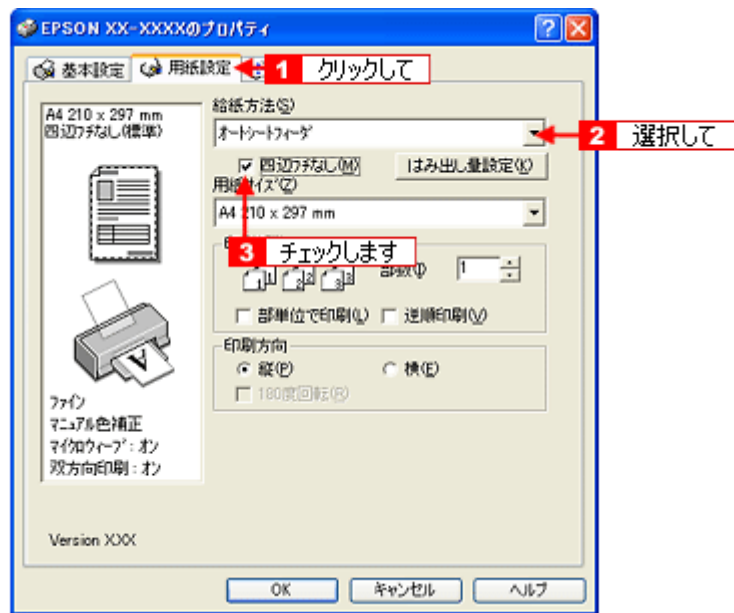 EPSON XX-XXXXのプロパティ
基本設定
用紙設定
1 クリックして
A4 210 x 297 mm
四辺フチなし(標準)
給紙方法(S)
オートシートフィーダ
2 選択して
四辺フチなし(M)
はみ出し量設定(K)
用紙サイズ(Z)
A4 210 x 297 mm
3 チェックします
部数(I)
1
部単位で印刷(L)
逆順印刷(V)
印刷方向
縦(P)
横(E)
180度回転(R)
ファイン
マニュアル色補正
マイクロウィーブ:オン
双方向印刷:オン
Version XXX
OK
キャンセル
ヘルプ